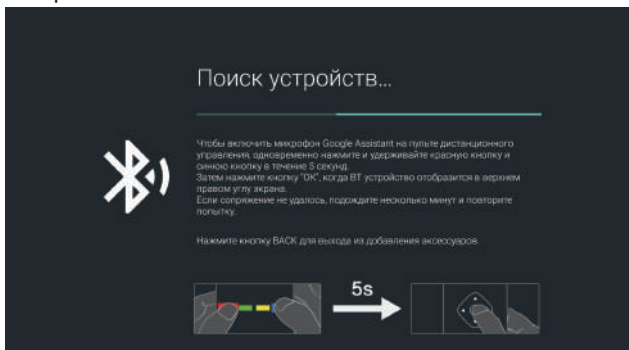 Поиск устройств...
Чтобы включить микрофон Google Assistant на пульте дистанционного
управления, одновременно нажмите и удерживайте красную кнопку и
синюю кнопку в течение 5 секунд.
Затем нажмите кнопку "OK", когда BT устройство отобразится в верхнем
правом углу экрана.
Если сопряжение не удалось, подождите несколько минут и повторите
попытку.
Нажмите кнопку BACK для выхода из добавления аксессуаров.
5s